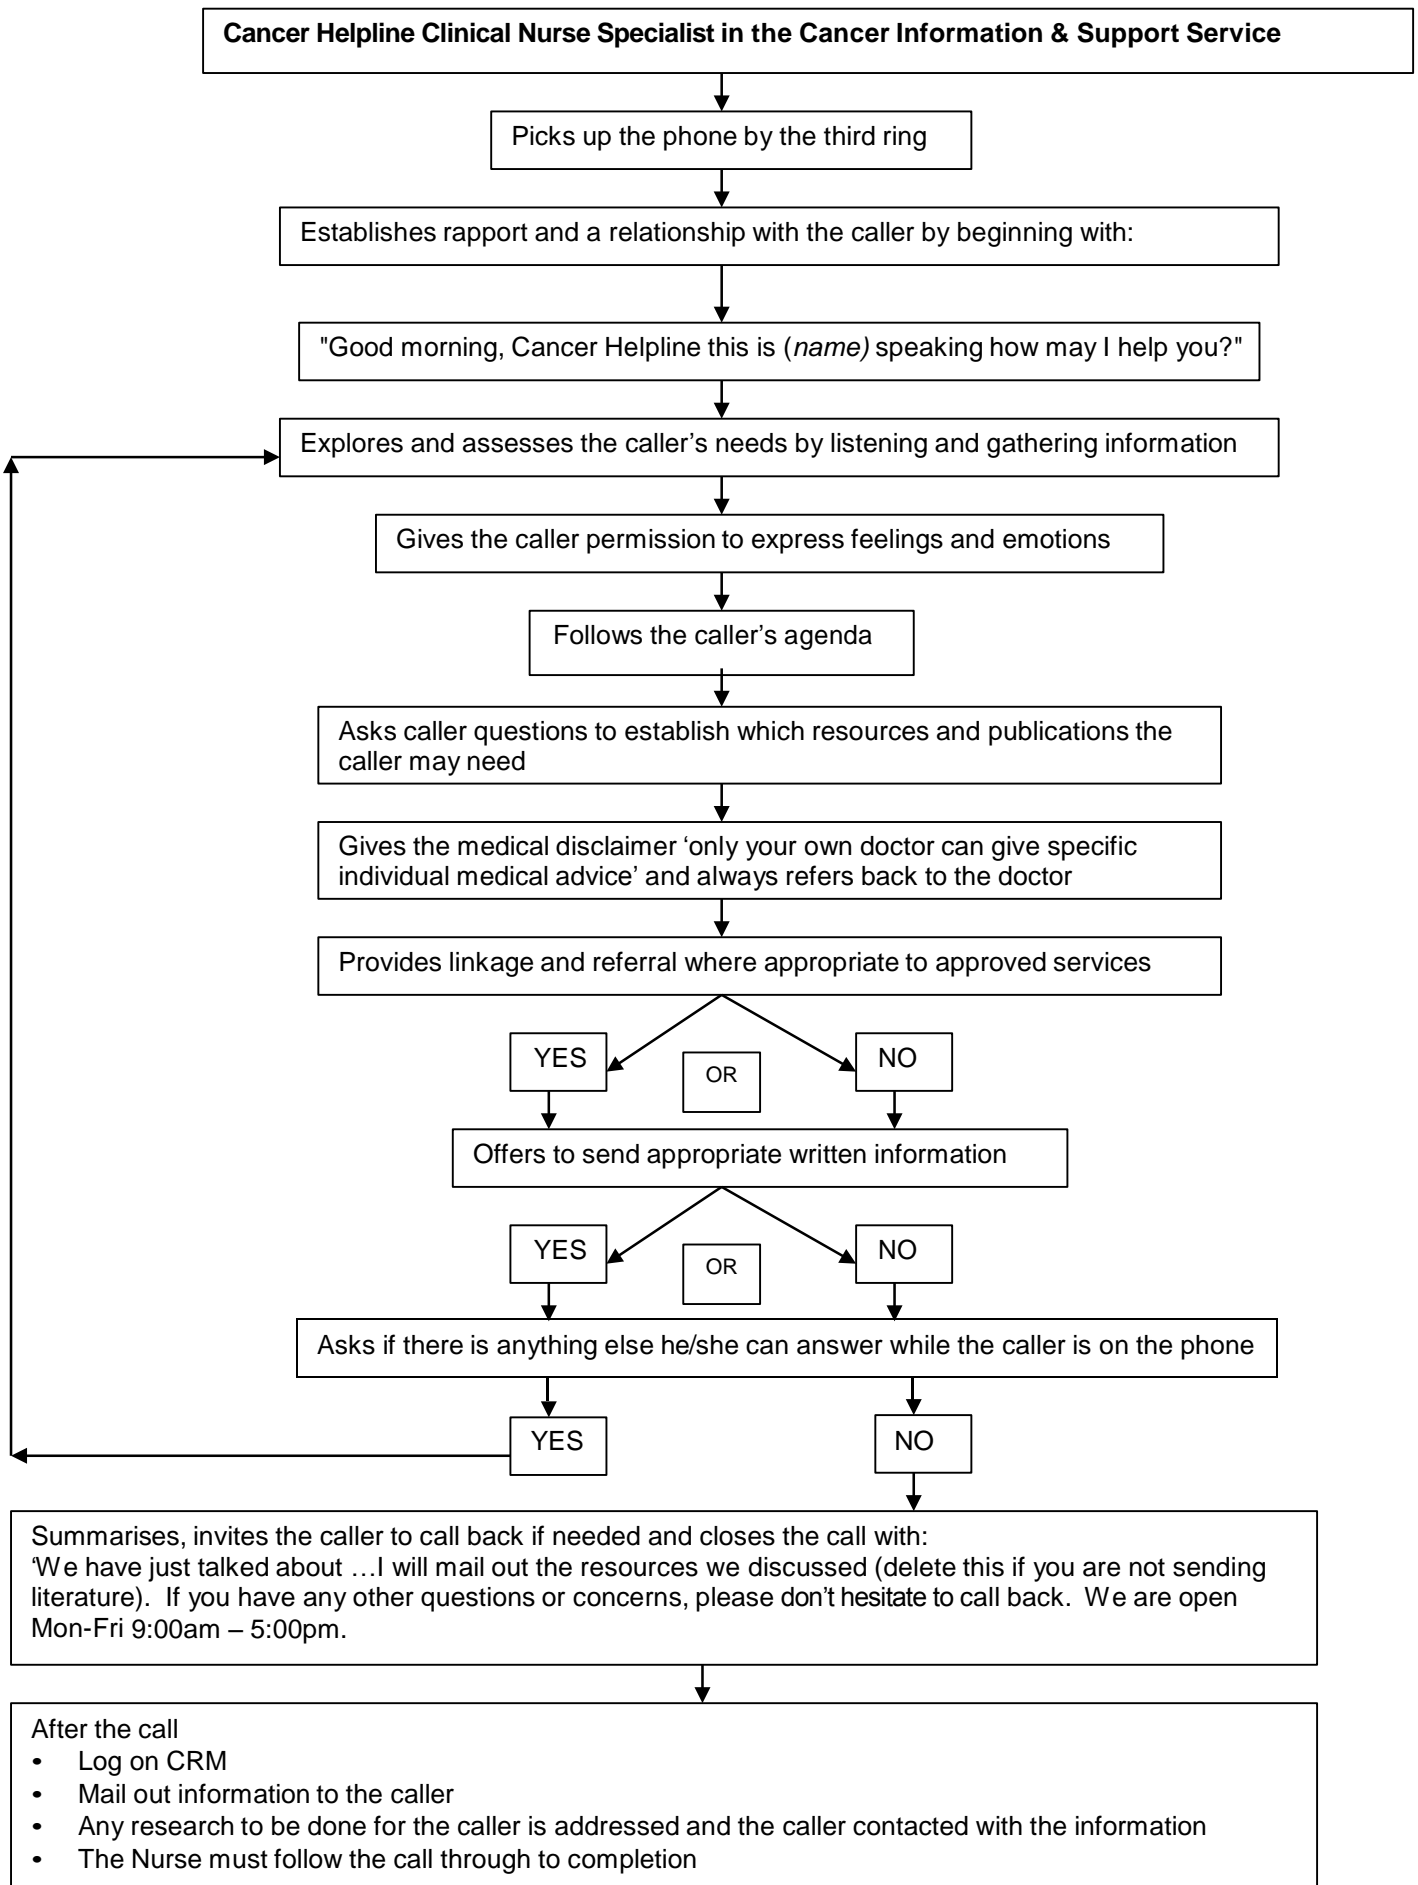 Cancer Helpline Clinical Nurse Specialist in the Cancer Information & Support Service
Picks up the phone by the third ring
Establishes rapport and a relationship with the caller by beginning with:
"Good morning, Cancer Helpline this is (name) speaking how may I help you?"
Explores and assesses the caller’s needs by listening and gathering information
Gives the caller permission to express feelings and emotions
Follows the caller’s agenda
Asks caller questions to establish which resources and publications the
caller may need
Gives the medical disclaimer ‘only your own doctor can give specific
individual medical advice’ and always refers back to the doctor
Provides linkage and referral where appropriate to approved services
YES
OR
NO
Offers to send appropriate written information
YES
OR
NO
Asks if there is anything else he/she can answer while the caller is on the phone
YES
NO
Summarises, invites the caller to call back if needed and closes the call with:
‘We have just talked about …I will mail out the resources we discussed (delete this if you are not sending
literature). If you have any other questions or concerns, please don’t hesitate to call back. We are open
Mon-Fri 9:00am – 5:00pm.
After the call
• Log on CRM
• Mail out information to the caller
• Any research to be done for the caller is addressed and the caller contacted with the information
• The Nurse must follow the call through to completion